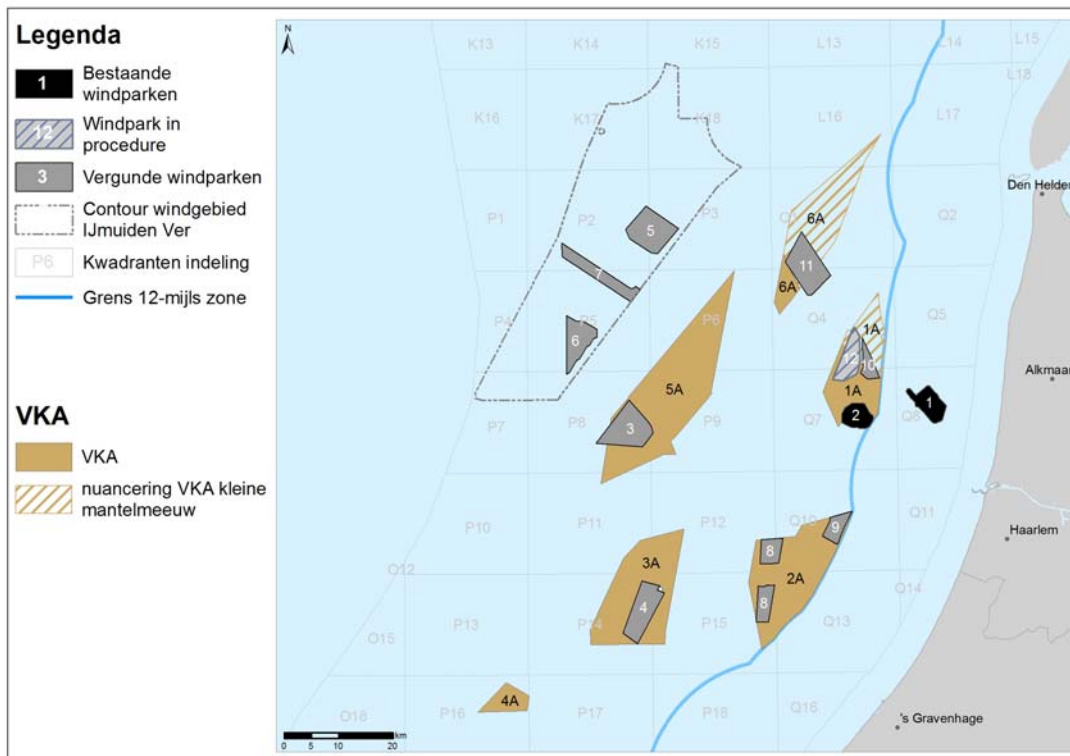 Legenda
1
Bestaande
windparken
12
Windpark in
procedure
3
Vergunde windparken
Contour windgebied
IJmuiden Ver
P6
Kwadranten indeling
Grens 12-mijls zone
VKA
VKA
nuancering VKA kleine
mantelmeeuw
N
K13
K14
K15
L13
L14
L15
L18
K16
K17
K18
L16
L17
Den Helder
P1
P2
P3
Q2
6A
5
11
7
6A
P4
P5
P6
Q4
Q5
1A
6
12
10
Alkmaar
5A
1A
1
2
3
P7
P8
P9
Q7
Q8
P10
P11
P12
Q10
Q11
9
Haarlem
8
3A
2A
O12
Q14
4
8
O15
P13
P14
P15
Q13
4A
O18
P16
P17
P18
Q16
's Gravenhage
0 5 10 20
km